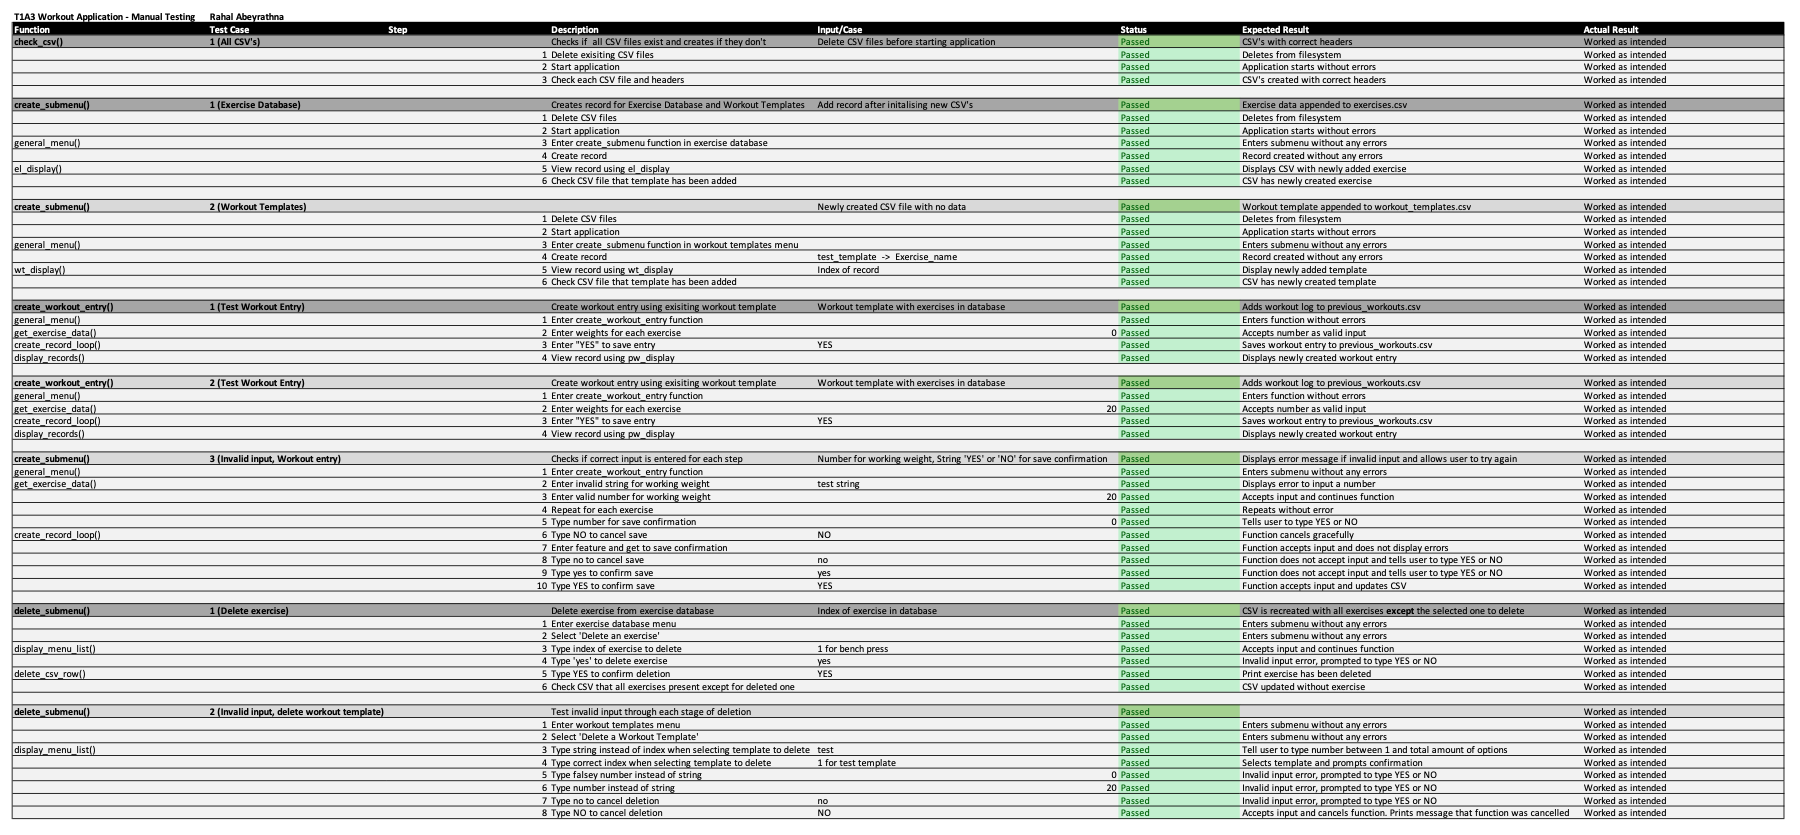 T1A3 Workout Application - Manual Testing Rahal Abeyrathna
Function Test Case Step Description Input/Case Status Expected Result Actual Result
check_csv() 1 (All CSV's) Checks if all CSV files exist and creates if they don't Delete CSV files before starting application Passed CSV's with correct headers Worked as intended
1 Delete exisiting CSV files Passed Deletes from filesystem Worked as intended
2 Start application Passed Application starts without errors Worked as intended
3 Check each CSV file and headers Passed CSV's created with correct headers Worked as intended
create_submenu() 1 (Exercise Database) Creates record for Exercise Database and Workout Templates Add record after initalising new CSV's Passed Exercise data appended to exercises.csv Worked as intended
1 Delete CSV files Passed Deletes from filesystem Worked as intended
2 Start application Passed Application starts without errors Worked as intended
general_menu() 3 Enter create_submenu function in exercise database Passed Enters submenu without any errors Worked as intended
4 Create record Passed Record created without any errors Worked as intended
el_display() 5 View record using el_display Passed Displays CSV with newly added exercise Worked as intended
6 Check CSV file that template has been added Passed CSV has newly created exercise Worked as intended
create_submenu() 2 (Workout Templates) Newly created CSV file with no data Passed Workout template appended to workout_templates.csv Worked as intended
1 Delete CSV files Passed Deletes from filesystem Worked as intended
2 Start application Passed Application starts without errors Worked as intended
general_menu() 3 Enter create_submenu function in workout templates menu Passed Enters submenu without any errors Worked as intended
4 Create record test_template -> Exercise_name Passed Record created without any errors Worked as intended
wt_display() 5 View record using wt_display Index of record Passed Display newly added template Worked as intended
6 Check CSV file that template has been added Passed CSV has newly created template Worked as intended
create_workout_entry() 1 (Test Workout Entry) Create workout entry using exisiting workout template Workout template with exercises in database Passed Adds workout log to previous_workouts.csv Worked as intended
general_menu() 1 Enter create_workout_entry function Passed Enters function without errors Worked as intended
get_exercise_data() 2 Enter weights for each exercise 0 Passed Accepts number as valid input Worked as intended
create_record_loop() 3 Enter "YES" to save entry YES Passed Saves workout entry to previous_workouts.csv Worked as intended
display_records() 4 View record using pw_display Passed Displays newly created workout entry Worked as intended
create_workout_entry() 2 (Test Workout Entry) Create workout entry using exisiting workout template Workout template with exercises in database Passed Adds workout log to previous_workouts.csv Worked as intended
general_menu() 1 Enter create_workout_entry function Passed Enters function without errors Worked as intended
get_exercise_data() 2 Enter weights for each exercise 20 Passed Accepts number as valid input Worked as intended
create_record_loop() 3 Enter "YES" to save entry YES Passed Saves workout entry to previous_workouts.csv Worked as intended
display_records() 4 View record using pw_display Passed Displays newly created workout entry Worked as intended
create_submenu() 3 (Invalid input, Workout entry) Checks if correct input is entered for each step Number for working weight, String 'YES' or 'NO' for save confirmation Passed Displays error message if invalid input and allows user to try again Worked as intended
general_menu() 1 Enter create_workout_entry function Passed Enters submenu without any errors Worked as intended
get_exercise_data() 2 Enter invalid string for working weight test string Passed Displays error to input a number Worked as intended
3 Enter valid number for working weight 20 Passed Accepts input and continues function Worked as intended
4 Repeat for each exercise Passed Repeats without error Worked as intended
5 Type number for save confirmation 0 Passed Tells user to type YES or NO Worked as intended
create_record_loop() 6 Type NO to cancel save NO Passed Function cancels gracefully Worked as intended
7 Enter feature and get to save confirmation Passed Function accepts input and does not display errors Worked as intended
8 Type no to cancel save no Passed Function does not accept input and tells user to type YES or NO Worked as intended
9 Type yes to confirm save yes Passed Function does not accept input and tells user to type YES or NO Worked as intended
10 Type YES to confirm save YES Passed Function accepts input and updates CSV Worked as intended
delete_submenu() 1 (Delete exercise) Delete exercise from exercise database Index of exercise in database Passed CSV is recreated with all exercises except the selected one to delete Worked as intended
1 Enter exercise database menu Passed Enters submenu without any errors Worked as intended
2 Select 'Delete an exercise' Passed Enters submenu without any errors Worked as intended
display_menu_list() 3 Type index of exercise to delete 1 for bench press Passed Accepts input and continues function Worked as intended
4 Type 'yes' to delete exercise yes Passed Invalid input error, prompted to type YES or NO Worked as intended
delete_csv_row() 5 Type YES to confirm deletion YES Passed Print exercise has been deleted Worked as intended
6 Check CSV that all exercises present except for deleted one Passed CSV updated without exercise Worked as intended
delete_submenu() 2 (Invalid input, delete workout template) Test invalid input through each stage of deletion Passed Worked as intended
1 Enter workout templates menu Passed Enters submenu without any errors Worked as intended
2 Select 'Delete a Workout Template' Passed Enters submenu without any errors Worked as intended
display_menu_list() 3 Type string instead of index when selecting template to delete test Passed Tell user to type number between 1 and total amount of options Worked as intended
4 Type correct index when selecting template to delete 1 for test template Passed Selects template and prompts confirmation Worked as intended
5 Type falsey number instead of string 0 Passed Invalid input error, prompted to type YES or NO Worked as intended
6 Type number instead of string 20 Passed Invalid input error, prompted to type YES or NO Worked as intended
7 Type no to cancel deletion no Passed Invalid input error, prompted to type YES or NO Worked as intended
8 Type NO to cancel deletion NO Passed Accepts input and cancels function. Prints message that function was cancelled Worked as intended